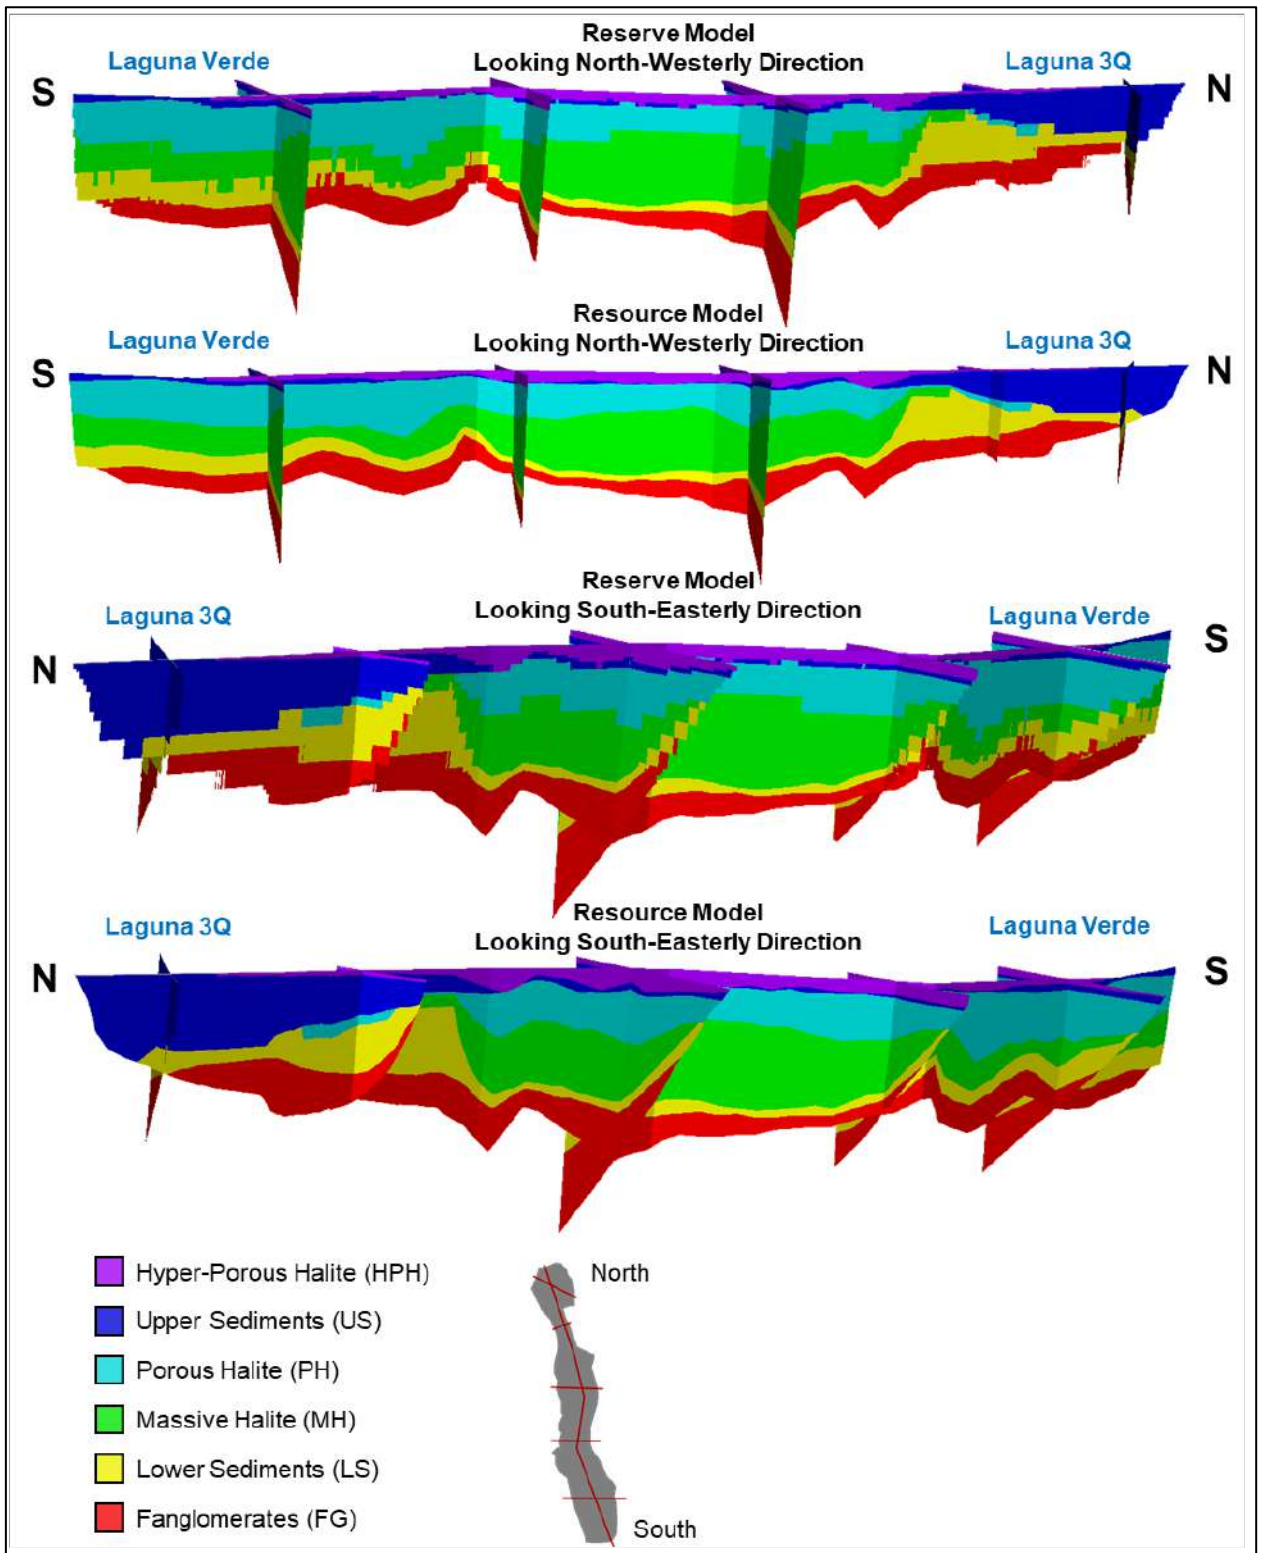 Reserve Model
Looking North-Westerly Direction
Laguna Verde
Laguna 3Q
S
N
Resource Model
Looking North-Westerly Direction
Laguna Verde
Laguna 3Q
S
N
Reserve Model
Looking South-Easterly Direction
Laguna 3Q
Laguna Verde
N
S
Resource Model
Looking South-Easterly Direction
Laguna 3Q
Laguna Verde
N
S
Hyper-Porous Halite (HPH)
Upper Sediments (US)
Porous Halite (PH)
Massive Halite (MH)
Lower Sediments (LS)
Fanglomerates (FG)
North
South